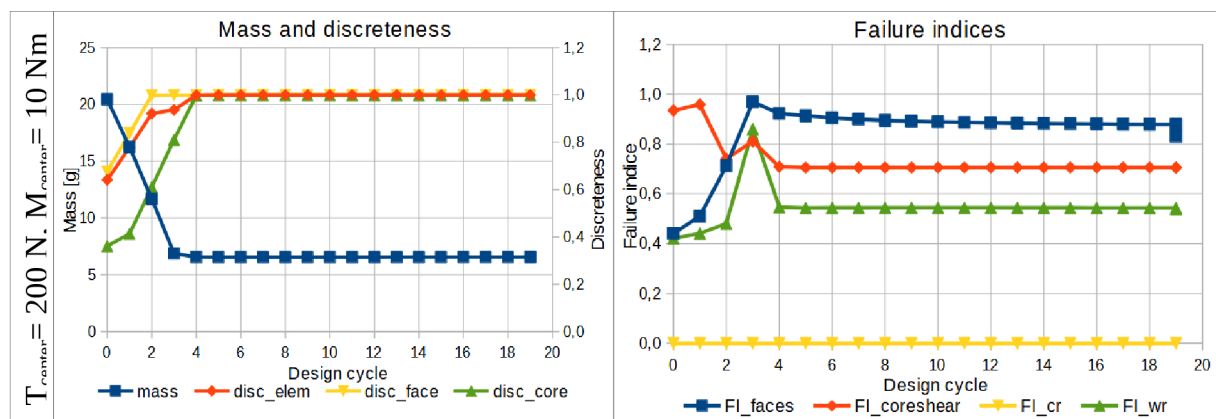 T center= 200 N. M center= 10 Nm
Mass and discreteness
25
20
15
10
5
0
Mass [g]
1,2
1,0
0,8
0,6
0,4
0,2
0,0
Discreteness
0 2 4 6 8 10 12 14 16 18 20
Design cycle
mass disc_elem disc_face disc_core
Failure indices
1,2
1,0
0,8
0,6
0,4
0,2
0,0
Failure indice
0 2 4 6 8 10 12 14 16 18 20
Design cycle
FI_faces FI_coreshear FI_cr FI_wr